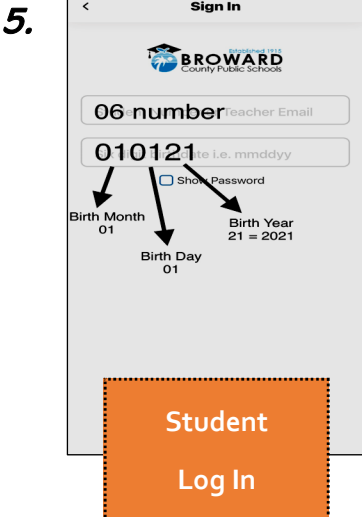 5.
< Sign In
Established 1915
BROWARD
County Public Schools
06 number Teacher Email
010121 date i.e. mmddyy
Show Password
Birth Month
01
Birth Year
21 = 2021
Birth Day
01
Student
Log In